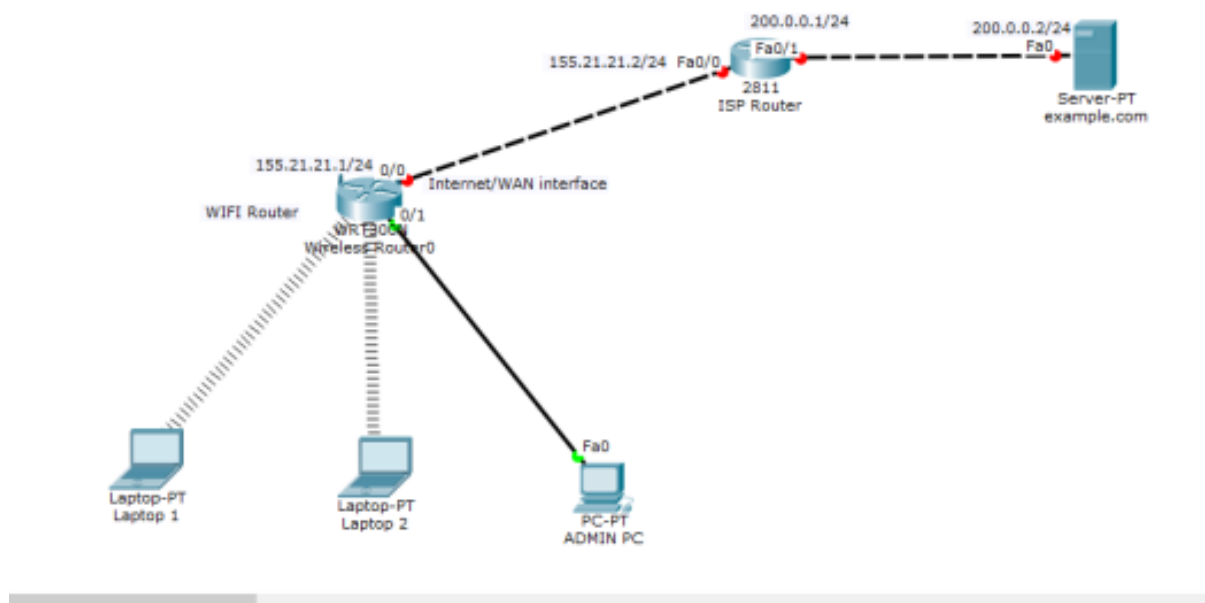 200.0.0.1/24
200.0.0.2/24
Fa0/1
Fa0
155.21.21.2/24 Fa0/0
2811
ISP Router
Server-PT
example.com
155.21.21.1/24 0/0
Internet/WAN interface
WIFI Router
0/1
WRT300N
Wireless Router0
Fa0
Laptop-PT
Laptop 1
Laptop-PT
Laptop 2
PC-PT
ADMIN PC